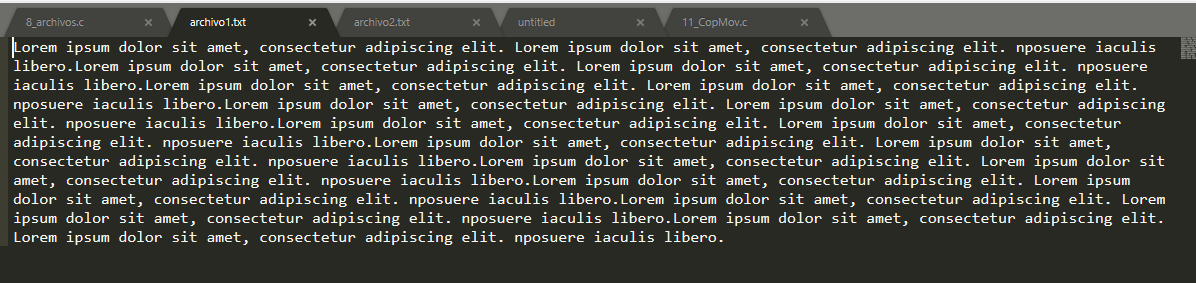 8_archivos.c × archivo1.txt × archivo2.txt × untitled × 11_CopMov.c ×
Lorem ipsum dolor sit amet, consectetur adipiscing elit. Lorem ipsum dolor sit amet, consectetur adipiscing elit. nposuere iaculis
libero.Lorem ipsum dolor sit amet, consectetur adipiscing elit. Lorem ipsum dolor sit amet, consectetur adipiscing elit. nposuere
iaculis libero.Lorem ipsum dolor sit amet, consectetur adipiscing elit. Lorem ipsum dolor sit amet, consectetur adipiscing elit.
nposuere iaculis libero.Lorem ipsum dolor sit amet, consectetur adipiscing elit. Lorem ipsum dolor sit amet, consectetur adipiscing
elit. nposuere iaculis libero.Lorem ipsum dolor sit amet, consectetur adipiscing elit. Lorem ipsum dolor sit amet, consectetur
adipiscing elit. nposuere iaculis libero.Lorem ipsum dolor sit amet, consectetur adipiscing elit. Lorem ipsum dolor sit amet,
consectetur adipiscing elit. nposuere iaculis libero.Lorem ipsum dolor sit amet, consectetur adipiscing elit. Lorem ipsum dolor sit
amet, consectetur adipiscing elit. nposuere iaculis libero.Lorem ipsum dolor sit amet, consectetur adipiscing elit. Lorem ipsum
dolor sit amet, consectetur adipiscing elit. nposuere iaculis libero.Lorem ipsum dolor sit amet, consectetur adipiscing elit. Lorem
ipsum dolor sit amet, consectetur adipiscing elit. nposuere iaculis libero.Lorem ipsum dolor sit amet, consectetur adipiscing elit.
Lorem ipsum dolor sit amet, consectetur adipiscing elit. nposuere iaculis libero.